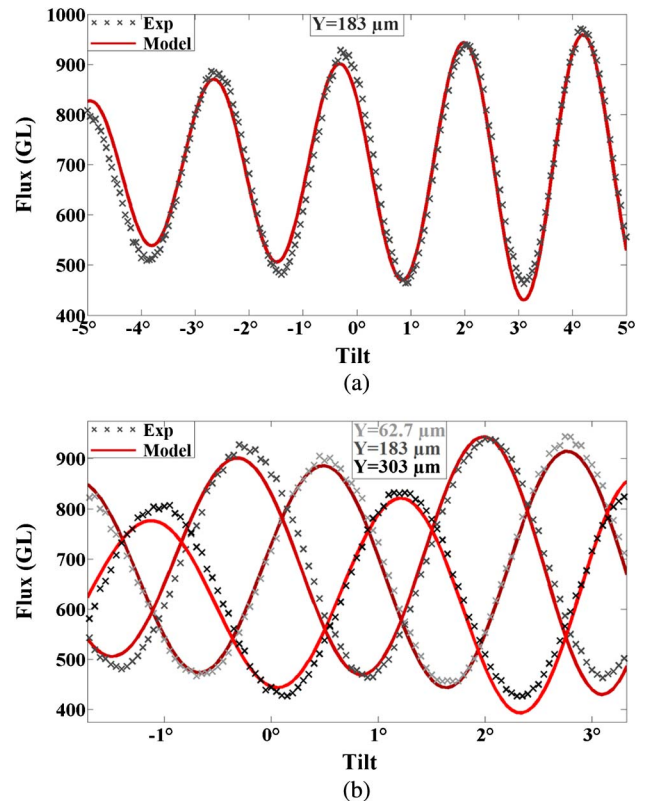 1000
Exp
Model
Y=183 µm
900
800
700
600
500
400
Flux (GL)
-5° -4° -3° -2° -1° 0° 1° 2° 3° 4° 5°
Tilt
(a)
Exp
Model
Y=62.7 µm
Y=183 µm
Y=303 µm
900
800
700
600
500
400
Flux (GL)
-1° 0° 1° 2° 3°
Tilt
(b)